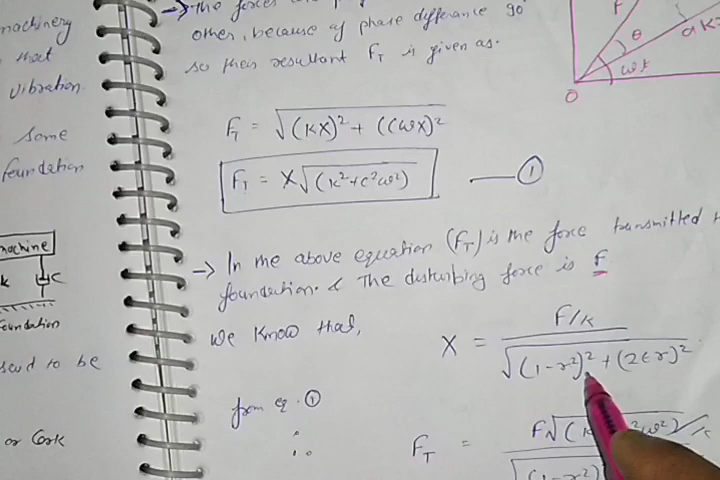 machinery
that
vibration.
some
foundation
machine
K
C
Foundation
said to be
or Cork
→ The forces
other, because of phase difference 90
so their resultant F_T is given as.
F
θ
ωt
O
F_T = √(KX)² + (CωX)²
F_T = X√(K²+C²ω²) —— ①
→ In the above equation (F_T) is the force transmitted
foundation. & The disturbing force is F
we know that,
X = F/K / √(1-r²)² + (2εr)²
from eq. ①
∴
F_T =